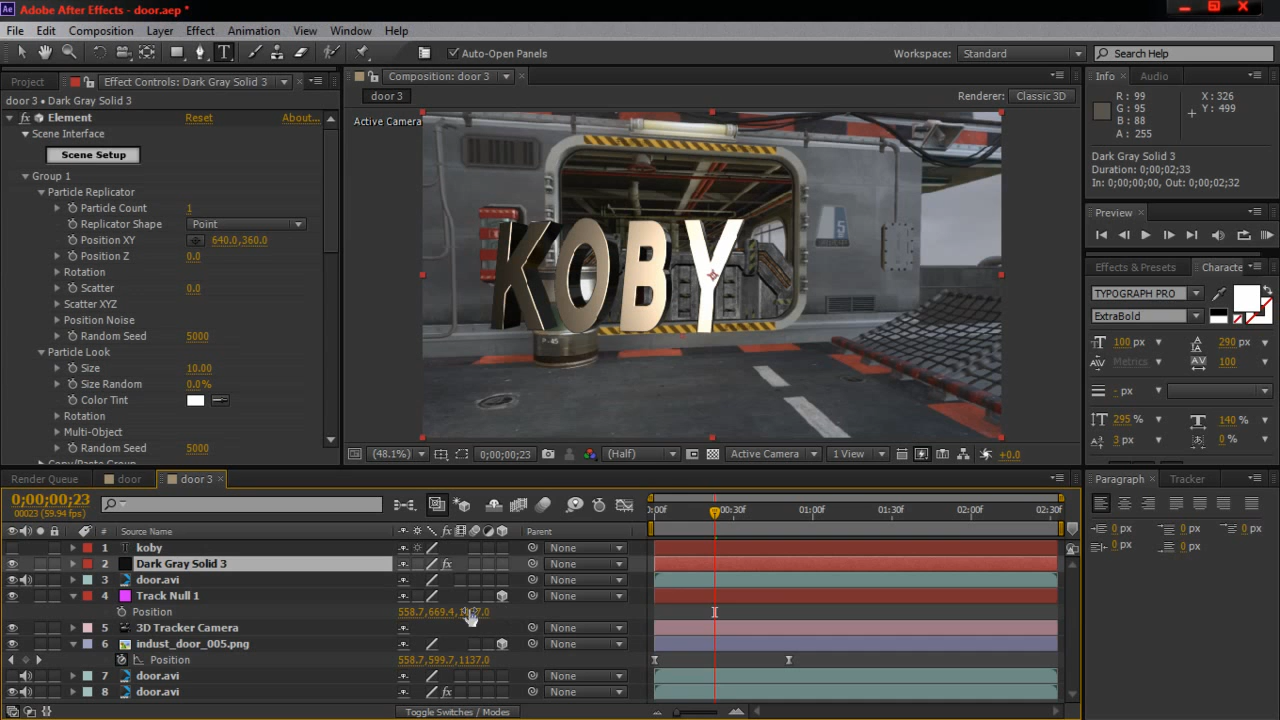 Adobe After Effects - door.aep *
File Edit Composition Layer Effect Animation View Window Help
Auto-Open Panels
Workspace: Standard
Search Help
Project
Effect Controls: Dark Gray Solid 3
door 3 • Dark Gray Solid 3
fx Element Reset About...
Scene Interface
Scene Setup
Group 1
Particle Replicator
Particle Count 1
Replicator Shape Point
Position XY 640.0,360.0
Position Z 0.0
Rotation
Scatter 0.0
Scatter XYZ
Position Noise
Random Seed 5000
Particle Look
Size 10.00
Size Random 0.0%
Color Tint
Rotation
Multi-Object
Random Seed 5000
Copy/Paste Group
Composition: door 3
door 3
Renderer: Classic 3D
Active Camera
KOBY
5
P-45
(48.1%) 0;00;00;23 (Half) Active Camera 1 View +0.0
Info Audio
R: 99 X: 326
G: 95 Y: 499
B: 88
A: 255
Dark Gray Solid 3
Duration: 0;00;02;33
In: 0;00;00;00, Out: 0;00;02;32
Preview
Effects & Presets Characte
TYPOGRAPH PRO
ExtraBold
100 px 290 px
Metrics 100
- px
295 % 140 %
3 px 0 %
Paragraph Tracker
0 px 0 px 0 px
0 px 0 px
Render Queue door door 3
0;00;00;23
00023 (59.94 fps)
0:00f 00:30f 01:00f 01:30f 02:00f 02:30f
# Source Name fx Parent
1 T koby None
2 Dark Gray Solid 3 fx None
3 door.avi None
4 Track Null 1 None
Position
5 3D Tracker Camera None
6 indust_door_005.png None
Position 558.7,599.7,1137.0
7 door.avi None
8 door.avi fx None
Toggle Switches / Modes